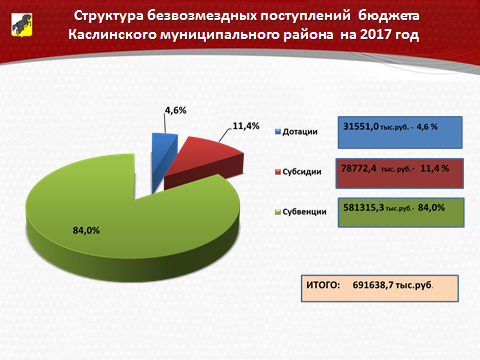 Структура безвозмездных поступлений бюджета
Каслинского муниципального района на 2017 год
4,6%
11,4%
84,0%
Дотации
31551,0 тыс.руб. - 4,6 %
Субсидии
78772,4 тыс. руб.- 11,4 %
Субвенции
581315,3 тыс.руб.- 84,0%
ИТОГО: 691638,7 тыс.руб.